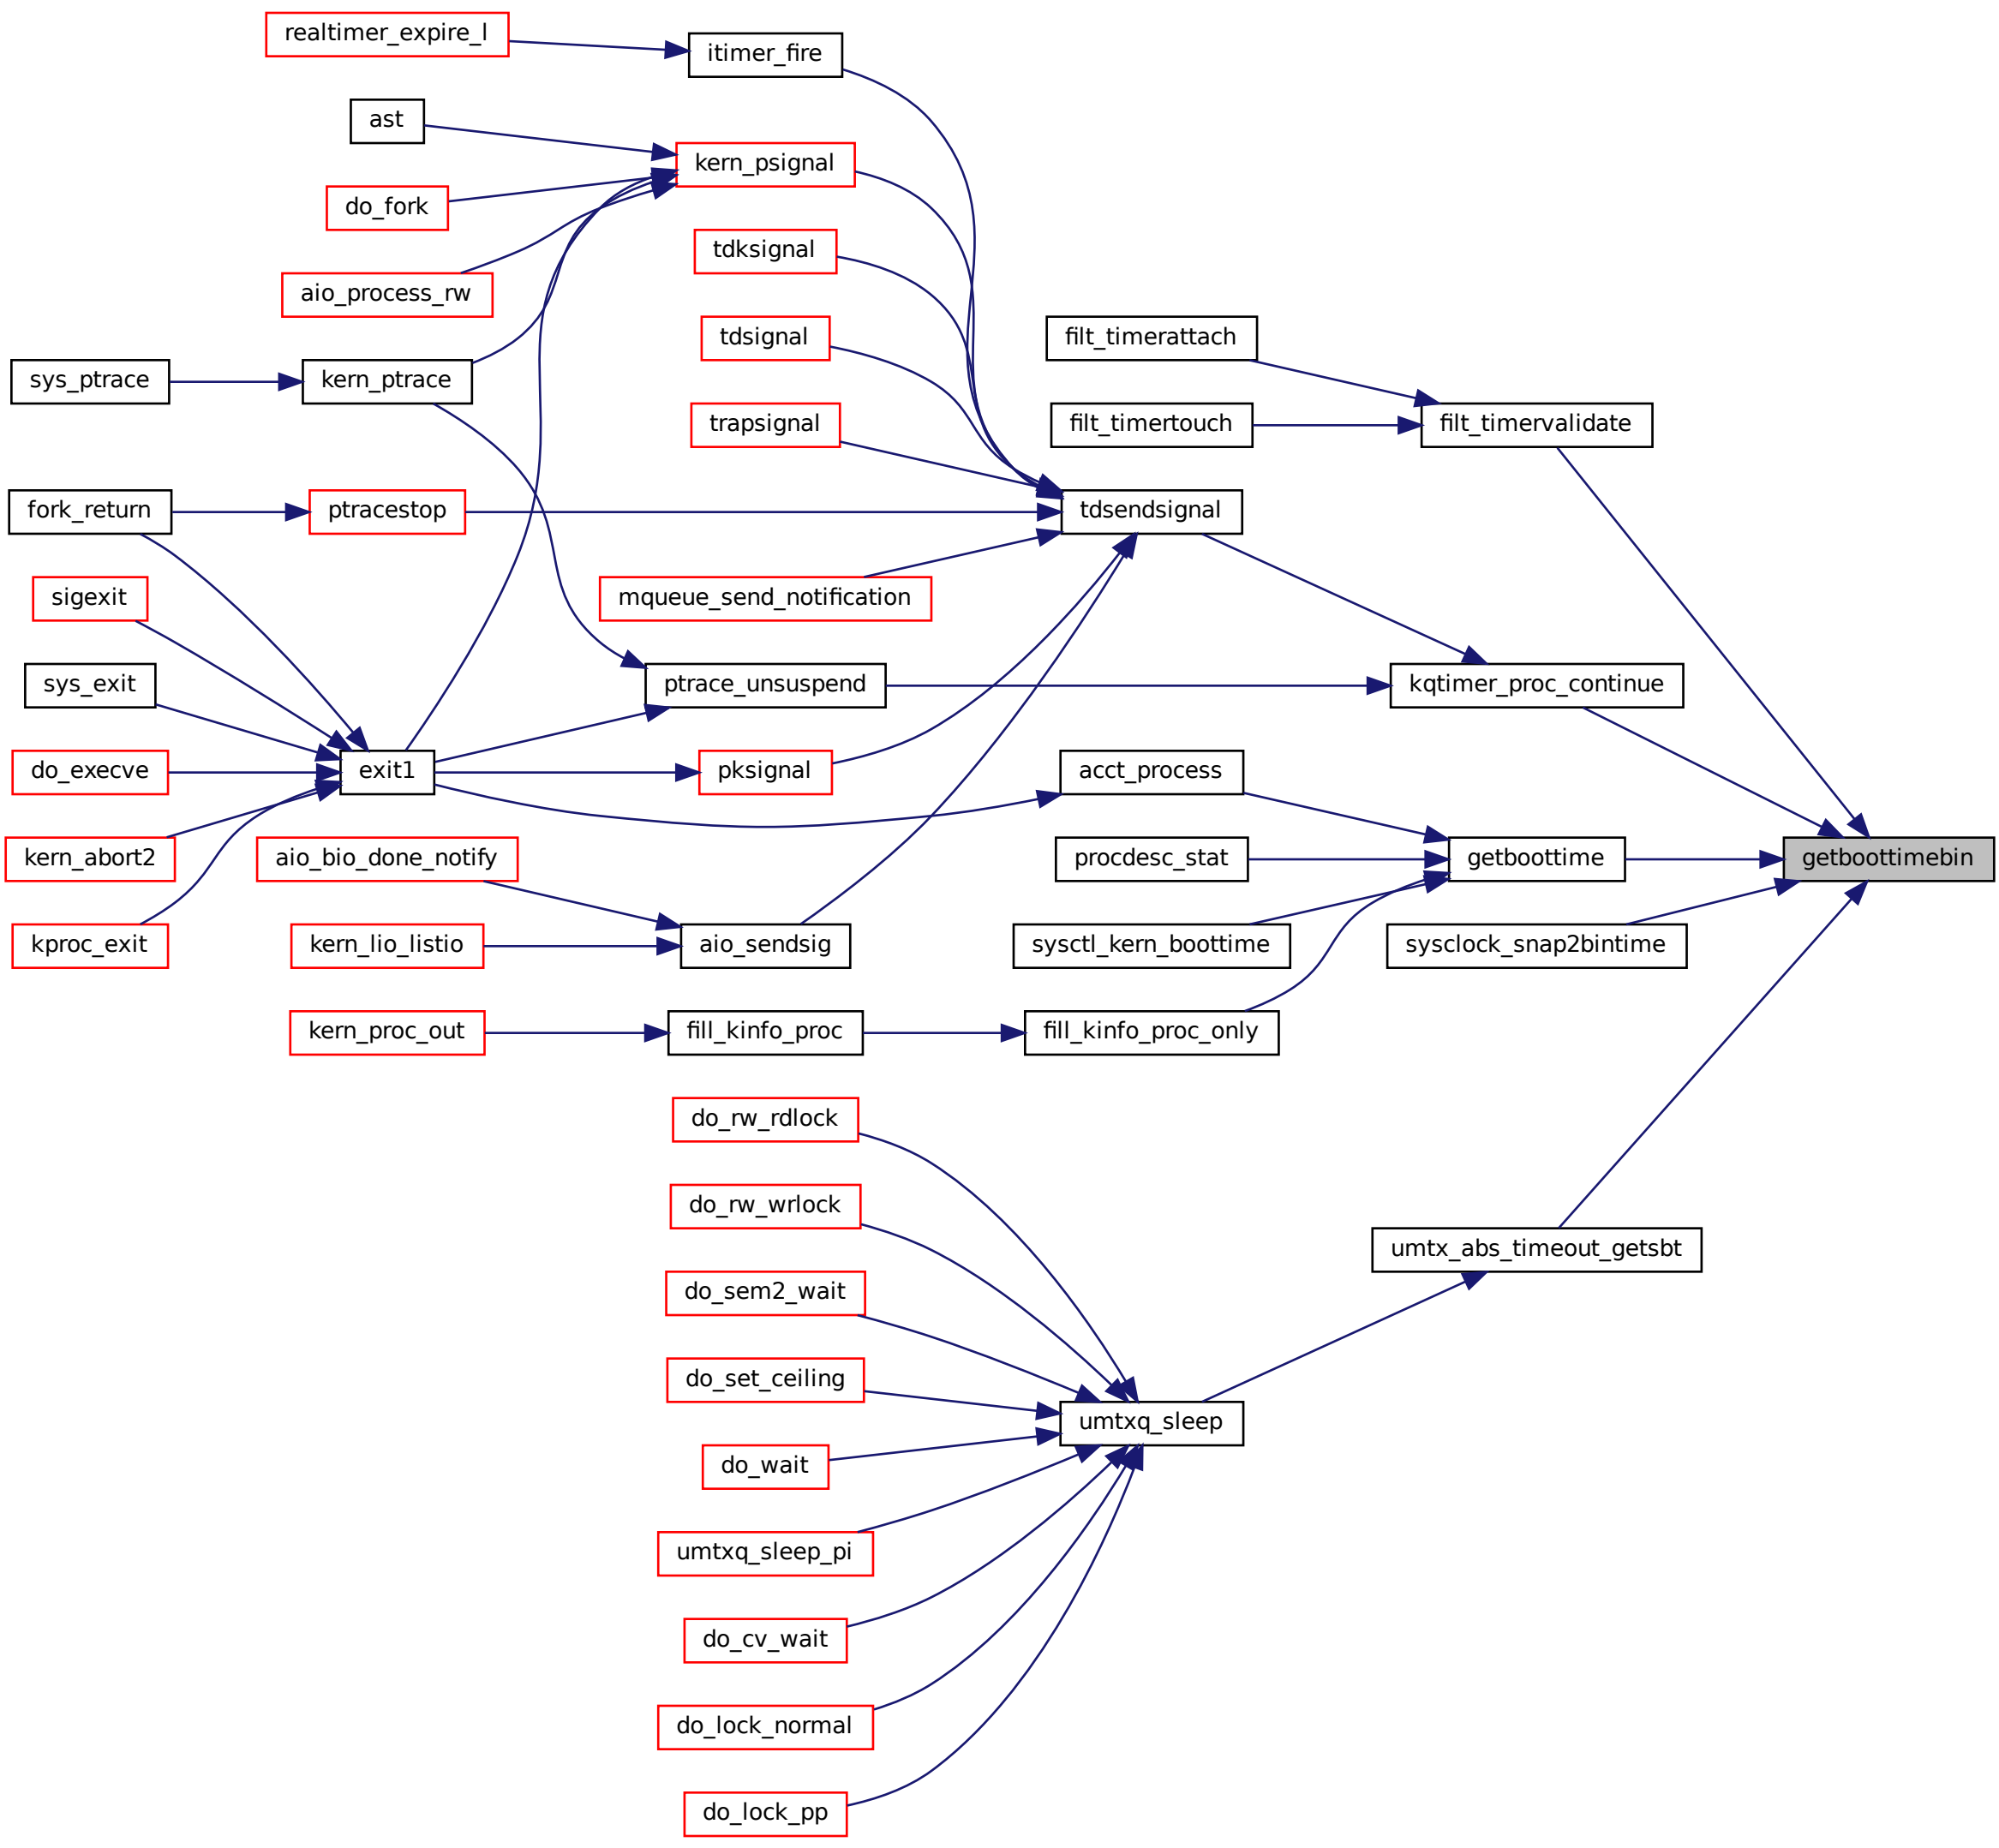 realtimer_expire_l
itimer_fire
ast
kern_psignal
do_fork
tdksignal
aio_process_rw
tdsignal
filt_timerattach
sys_ptrace
kern_ptrace
trapsignal
filt_timertouch
filt_timervalidate
fork_return
ptracestop
tdsendsignal
sigexit
mqueue_send_notification
sys_exit
ptrace_unsuspend
kqtimer_proc_continue
do_execve
exit1
pksignal
acct_process
kern_abort2
aio_bio_done_notify
procdesc_stat
getboottime
getboottimebin
kproc_exit
kern_lio_listio
aio_sendsig
sysctl_kern_boottime
sysclock_snap2bintime
kern_proc_out
fill_kinfo_proc
fill_kinfo_proc_only
do_rw_rdlock
do_rw_wrlock
umtx_abs_timeout_getsbt
do_sem2_wait
do_set_ceiling
umtxq_sleep
do_wait
umtxq_sleep_pi
do_cv_wait
do_lock_normal
do_lock_pp